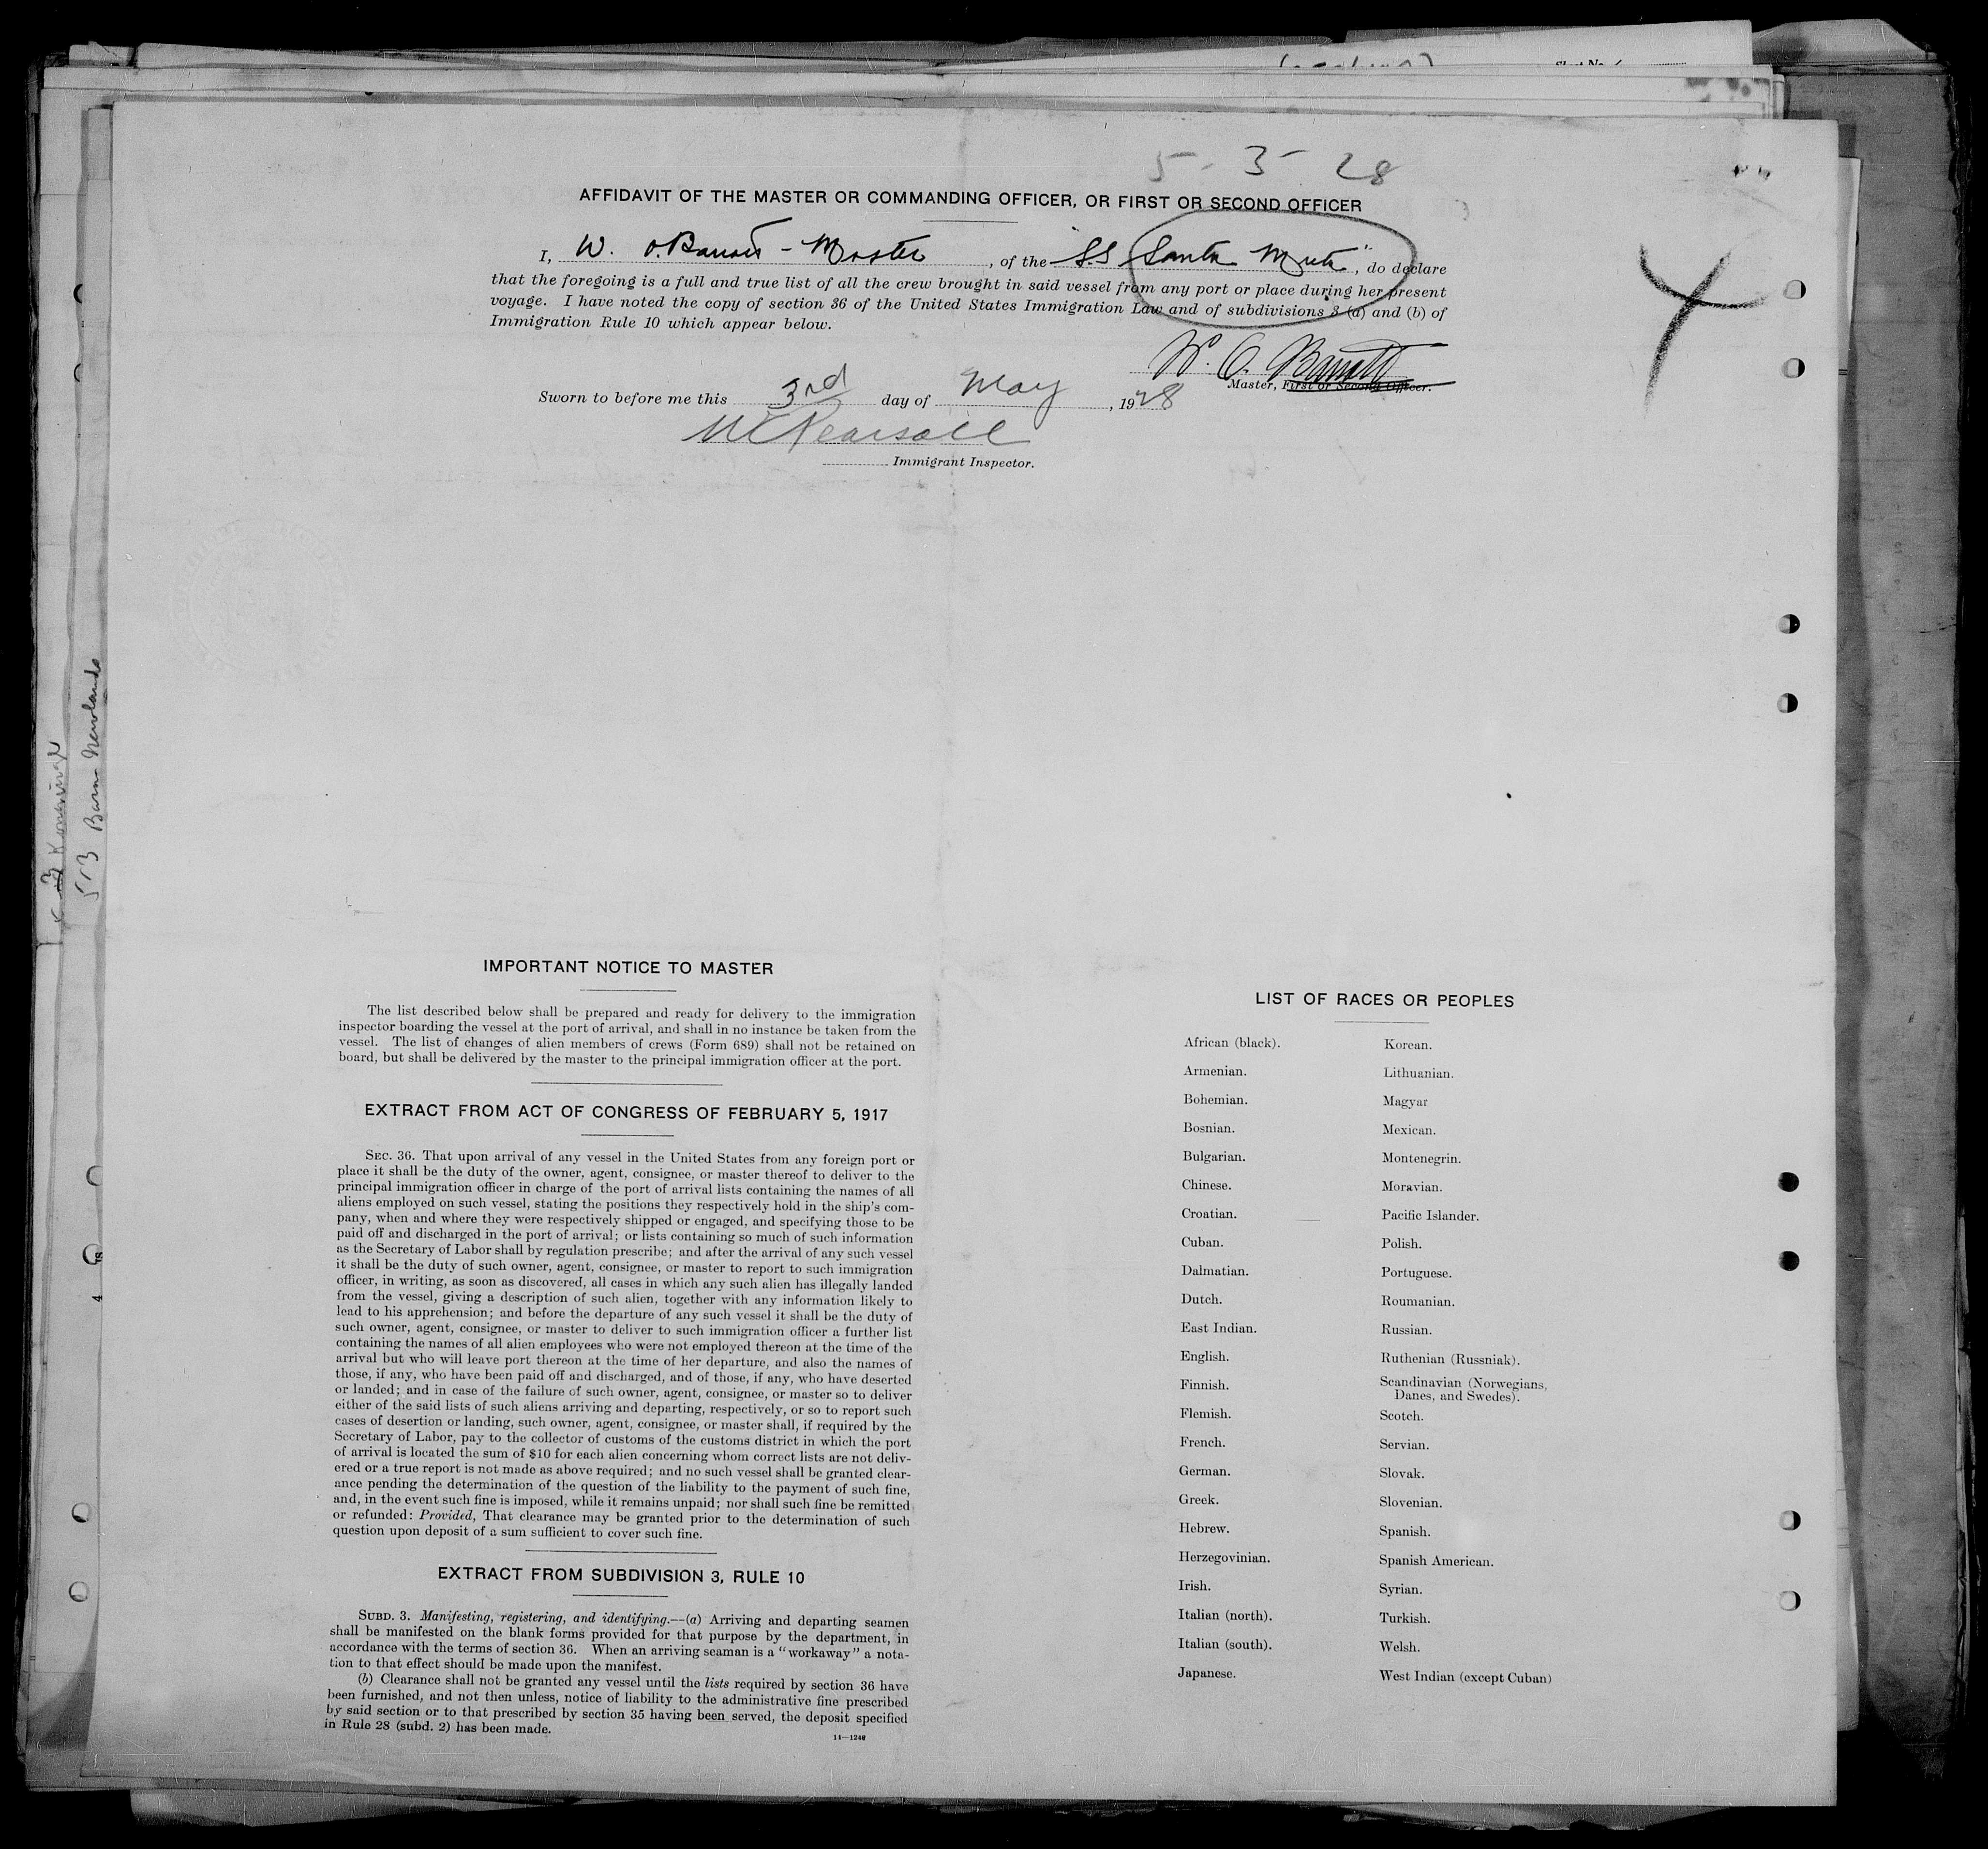 5 - 3 - 28
AFFIDAVIT OF THE MASTER OR COMMANDING OFFICER, OR FIRST OR SECOND OFFICER
I, W. O. Barrett - Master, of the "S.S. Santa", do declare
that the foregoing is a full and true list of all the crew brought in said vessel from any port or place during her present
voyage. I have noted the copy of section 36 of the United States Immigration Law and of subdivisions 3 (a) and (b) of
Immigration Rule 10 which appear below.
W. O. Barrett
Master, First or Second Officer.
Sworn to before me this 3rd day of May, 1928
Pearsall
Immigrant Inspector.
513 Barn Newlands
IMPORTANT NOTICE TO MASTER
The list described below shall be prepared and ready for delivery to the immigration
inspector boarding the vessel at the port of arrival, and shall in no instance be taken from the
vessel. The list of changes of alien members of crews (Form 689) shall not be retained on
board, but shall be delivered by the master to the principal immigration officer at the port.
EXTRACT FROM ACT OF CONGRESS OF FEBRUARY 5, 1917
SEC. 36. That upon arrival of any vessel in the United States from any foreign port or
place it shall be the duty of the owner, agent, consignee, or master thereof to deliver to the
principal immigration officer in charge of the port of arrival lists containing the names of all
aliens employed on such vessel, stating the positions they respectively hold in the ship's com-
pany, when and where they were respectively shipped or engaged, and specifying those to be
paid off and discharged in the port of arrival; or lists containing so much of such information
as the Secretary of Labor shall by regulation prescribe; and after the arrival of any such vessel
it shall be the duty of such owner, agent, consignee, or master to report to such immigration
officer, in writing, as soon as discovered, all cases in which any such alien has illegally landed
from the vessel, giving a description of such alien, together with any information likely to
lead to his apprehension; and before the departure of any such vessel it shall be the duty of
such owner, agent, consignee, or master to deliver to such immigration officer a further list
containing the names of all alien employees who were not employed thereon at the time of the
arrival but who will leave port thereon at the time of her departure, and also the names of
those, if any, who have been paid off and discharged, and of those, if any, who have deserted
or landed; and in case of the failure of such owner, agent, consignee, or master so to deliver
either of the said lists of such aliens arriving and departing, respectively, or so to report such
cases of desertion or landing, such owner, agent, consignee, or master shall, if required by the
Secretary of Labor, pay to the collector of customs of the customs district in which the port
of arrival is located the sum of $10 for each alien concerning whom correct lists are not deliv-
ered or a true report is not made as above required; and no such vessel shall be granted clear-
ance pending the determination of the question of the liability to the payment of such fine,
and, in the event such fine is imposed, while it remains unpaid; nor shall such fine be remitted
or refunded: Provided, That clearance may be granted prior to the determination of such
question upon deposit of a sum sufficient to cover such fine.
EXTRACT FROM SUBDIVISION 3, RULE 10
SUBD. 3. Manifesting, registering, and identifying.—(a) Arriving and departing seamen
shall be manifested on the blank forms provided for that purpose by the department, in
accordance with the terms of section 36. When an arriving seaman is a "workaway" a nota-
tion to that effect should be made upon the manifest.
(b) Clearance shall not be granted any vessel until the lists required by section 36 have
been furnished, and not then unless, notice of liability to the administrative fine prescribed
by said section or to that prescribed by section 35 having been served, the deposit specified
in Rule 28 (subd. 2) has been made.
14—1240
LIST OF RACES OR PEOPLES
African (black).
Armenian.
Bohemian.
Bosnian.
Bulgarian.
Chinese.
Croatian.
Cuban.
Dalmatian.
Dutch.
East Indian.
English.
Finnish.
Flemish.
French.
German.
Greek.
Hebrew.
Herzegovinian.
Irish.
Italian (north).
Italian (south).
Japanese.
Korean.
Lithuanian.
Magyar
Mexican.
Montenegrin.
Moravian.
Pacific Islander.
Polish.
Portuguese.
Roumanian.
Russian.
Ruthenian (Russniak).
Scandinavian (Norwegians,
Danes, and Swedes).
Scotch.
Servian.
Slovak.
Slovenian.
Spanish.
Spanish American.
Syrian.
Turkish.
Welsh.
West Indian (except Cuban)